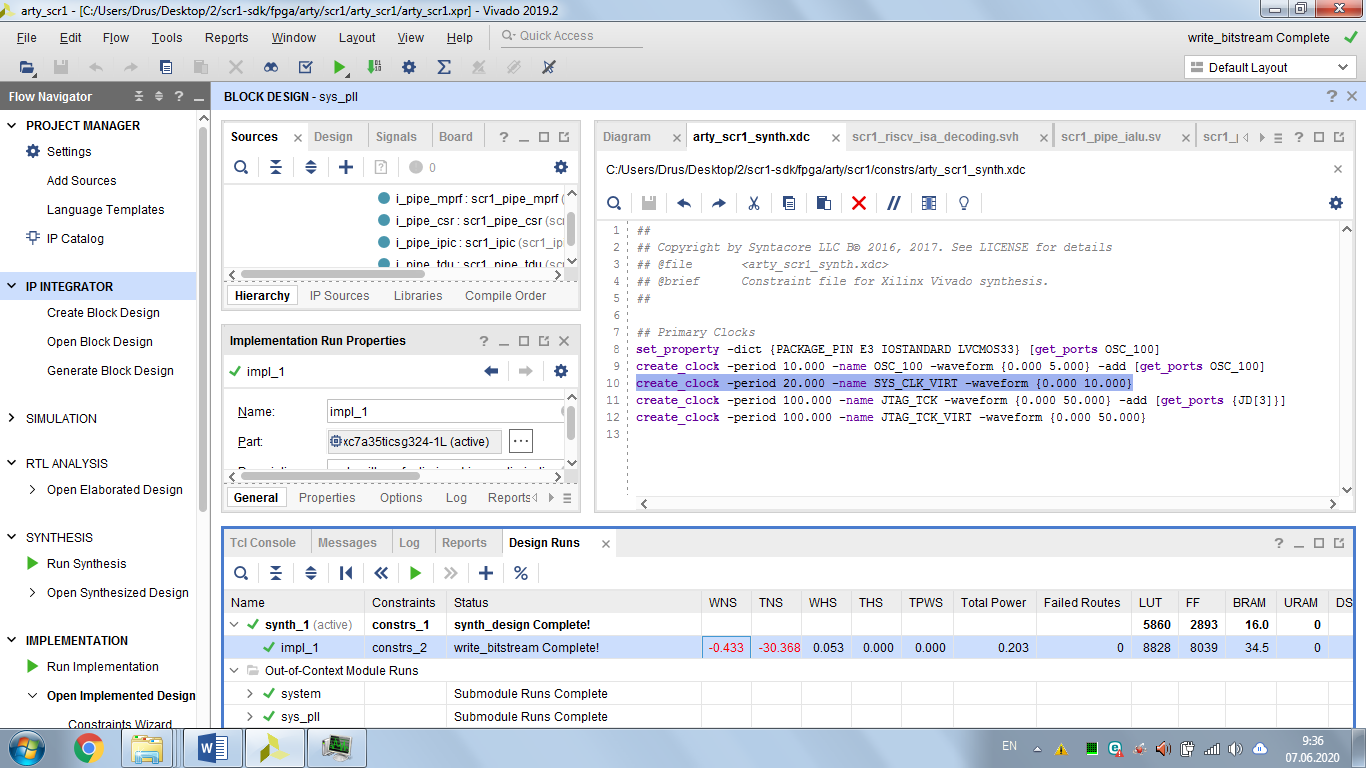 arty_scr1 - [C:/Users/Drus/Desktop/2/scr1-sdk/fpga/arty/scr1/arty_scr1/arty_scr1.xpr] - Vivado 2019.2
File Edit Flow Tools Reports Window Layout View Help Quick Access write_bitstream Complete
Default Layout
Flow Navigator
PROJECT MANAGER
Settings
Add Sources
Language Templates
IP Catalog
IP INTEGRATOR
Create Block Design
Open Block Design
Generate Block Design
SIMULATION
RTL ANALYSIS
Open Elaborated Design
SYNTHESIS
Run Synthesis
Open Synthesized Design
IMPLEMENTATION
Run Implementation
Open Implemented Design
Constraints Wizard
BLOCK DESIGN - sys_pll
Sources Design Signals Board
0
i_pipe_mprf : scr1_pipe_mprf (
i_pipe_csr : scr1_pipe_csr (scr
i_pipe_ipic : scr1_ipic (scr1_ip
i_pipe_tdu : scr1_pipe_tdu (scr
Hierarchy IP Sources Libraries Compile Order
Implementation Run Properties
impl_1
Name: impl_1
Part: xc7a35ticsg324-1L (active)
General Properties Options Log Reports
Diagram arty_scr1_synth.xdc scr1_riscv_isa_decoding.svh scr1_pipe_ialu.sv scr1_
C:/Users/Drus/Desktop/2/scr1-sdk/fpga/arty/scr1/constrs/arty_scr1_synth.xdc
1 ##
2 ## Copyright by Syntacore LLC В© 2016, 2017. See LICENSE for details
3 ## @file <arty_scr1_synth.xdc>
4 ## @brief Constraint file for Xilinx Vivado synthesis.
5 ##
6
7 ## Primary Clocks
8 set_property -dict {PACKAGE_PIN E3 IOSTANDARD LVCMOS33} [get_ports OSC_100]
9 create_clock -period 10.000 -name OSC_100 -waveform {0.000 5.000} -add [get_ports OSC_100]
10 create_clock -period 20.000 -name SYS_CLK_VIRT -waveform {0.000 10.000}
11 create_clock -period 100.000 -name JTAG_TCK -waveform {0.000 50.000} -add [get_ports {JD[3]}]
12 create_clock -period 100.000 -name JTAG_TCK_VIRT -waveform {0.000 50.000}
13
Tcl Console Messages Log Reports Design Runs
Name Constraints Status WNS TNS WHS THS TPWS Total Power Failed Routes LUT FF BRAM URAM DS
synth_1 (active) constrs_1 synth_design Complete! 5860 2893 16.0 0
impl_1 constrs_2 write_bitstream Complete! -0.433 -30.368 0.053 0.000 0.000 0.203 0 8828 8039 34.5 0
Out-of-Context Module Runs
system Submodule Runs Complete
sys_pll Submodule Runs Complete
EN 9:36
07.06.2020